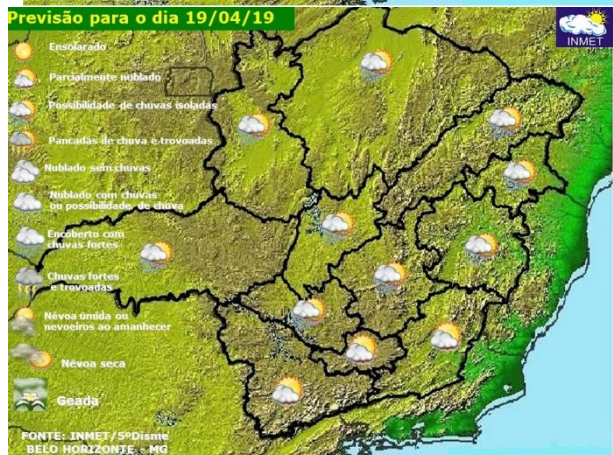 Previsão para o dia 19/04/19
INMET
Ensolarado
Parcialmente nublado
Possibilidade de chuvas isoladas
Pancadas de chuva e trovoadas
Nublado sem chuvas
Nublado com chuvas
ou possibilidade de chuva
Encoberto com
chuvas fortes
Chuvas fortes
e trovoadas
Névoa úmida ou
nevoeiros ao amanhecer
Névoa seca
Geada
FONTE: INMET/5ºDisme
BELO HORIZONTE - MG